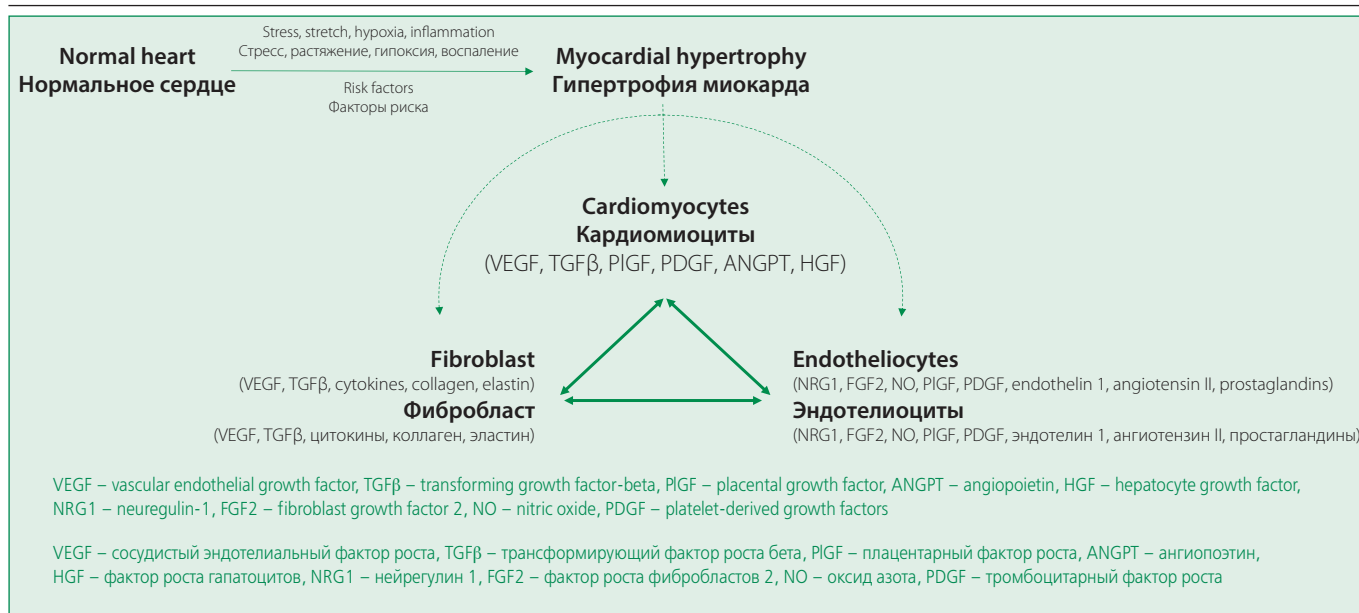 Normal heart
Нормальное сердце
Stress, stretch, hypoxia, inflammation
Стресс, растяжение, гипоксия, воспаление
Risk factors
Факторы риска
Myocardial hypertrophy
Гипертрофия миокарда
Cardiomyocytes
Кардиомиоциты
(VEGF, TGFβ, PlGF, PDGF, ANGPT, HGF)
Fibroblast
(VEGF, TGFβ, cytokines, collagen, elastin)
Фибробласт
(VEGF, TGFβ, цитокины, коллаген, эластин)
Endotheliocytes
(NRG1, FGF2, NO, PlGF, PDGF, endothelin 1, angiotensin II, prostaglandins)
Эндотелиоциты
(NRG1, FGF2, NO, PlGF, PDGF, эндотелин 1, ангиотензин II, простагландины)
VEGF – vascular endothelial growth factor, TGFβ – transforming growth factor-beta, PlGF – placental growth factor, ANGPT – angiopoietin, HGF – hepatocyte growth factor,
NRG1 – neuregulin-1, FGF2 – fibroblast growth factor 2, NO – nitric oxide, PDGF – platelet-derived growth factors
VEGF – сосудистый эндотелиальный фактор роста, TGFβ – трансформирующий фактор роста бета, PlGF – плацентарный фактор роста, ANGPT – ангиопоэтин,
HGF – фактор роста гапатоцитов, NRG1 – нейрегулин 1, FGF2 – фактор роста фибробластов 2, NO – оксид азота, PDGF – тромбоцитарный фактор роста